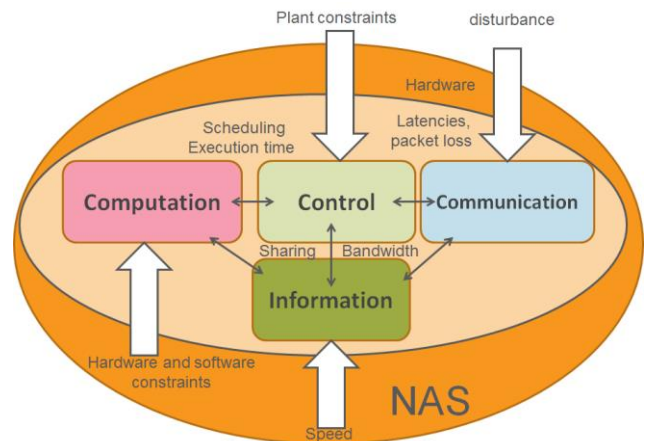 Plant constraints
disturbance
Hardware
Scheduling
Execution time
Latencies,
packet loss
Computation
Control
Communication
Sharing
Bandwidth
Information
Hardware and software
constraints
NAS
Speed